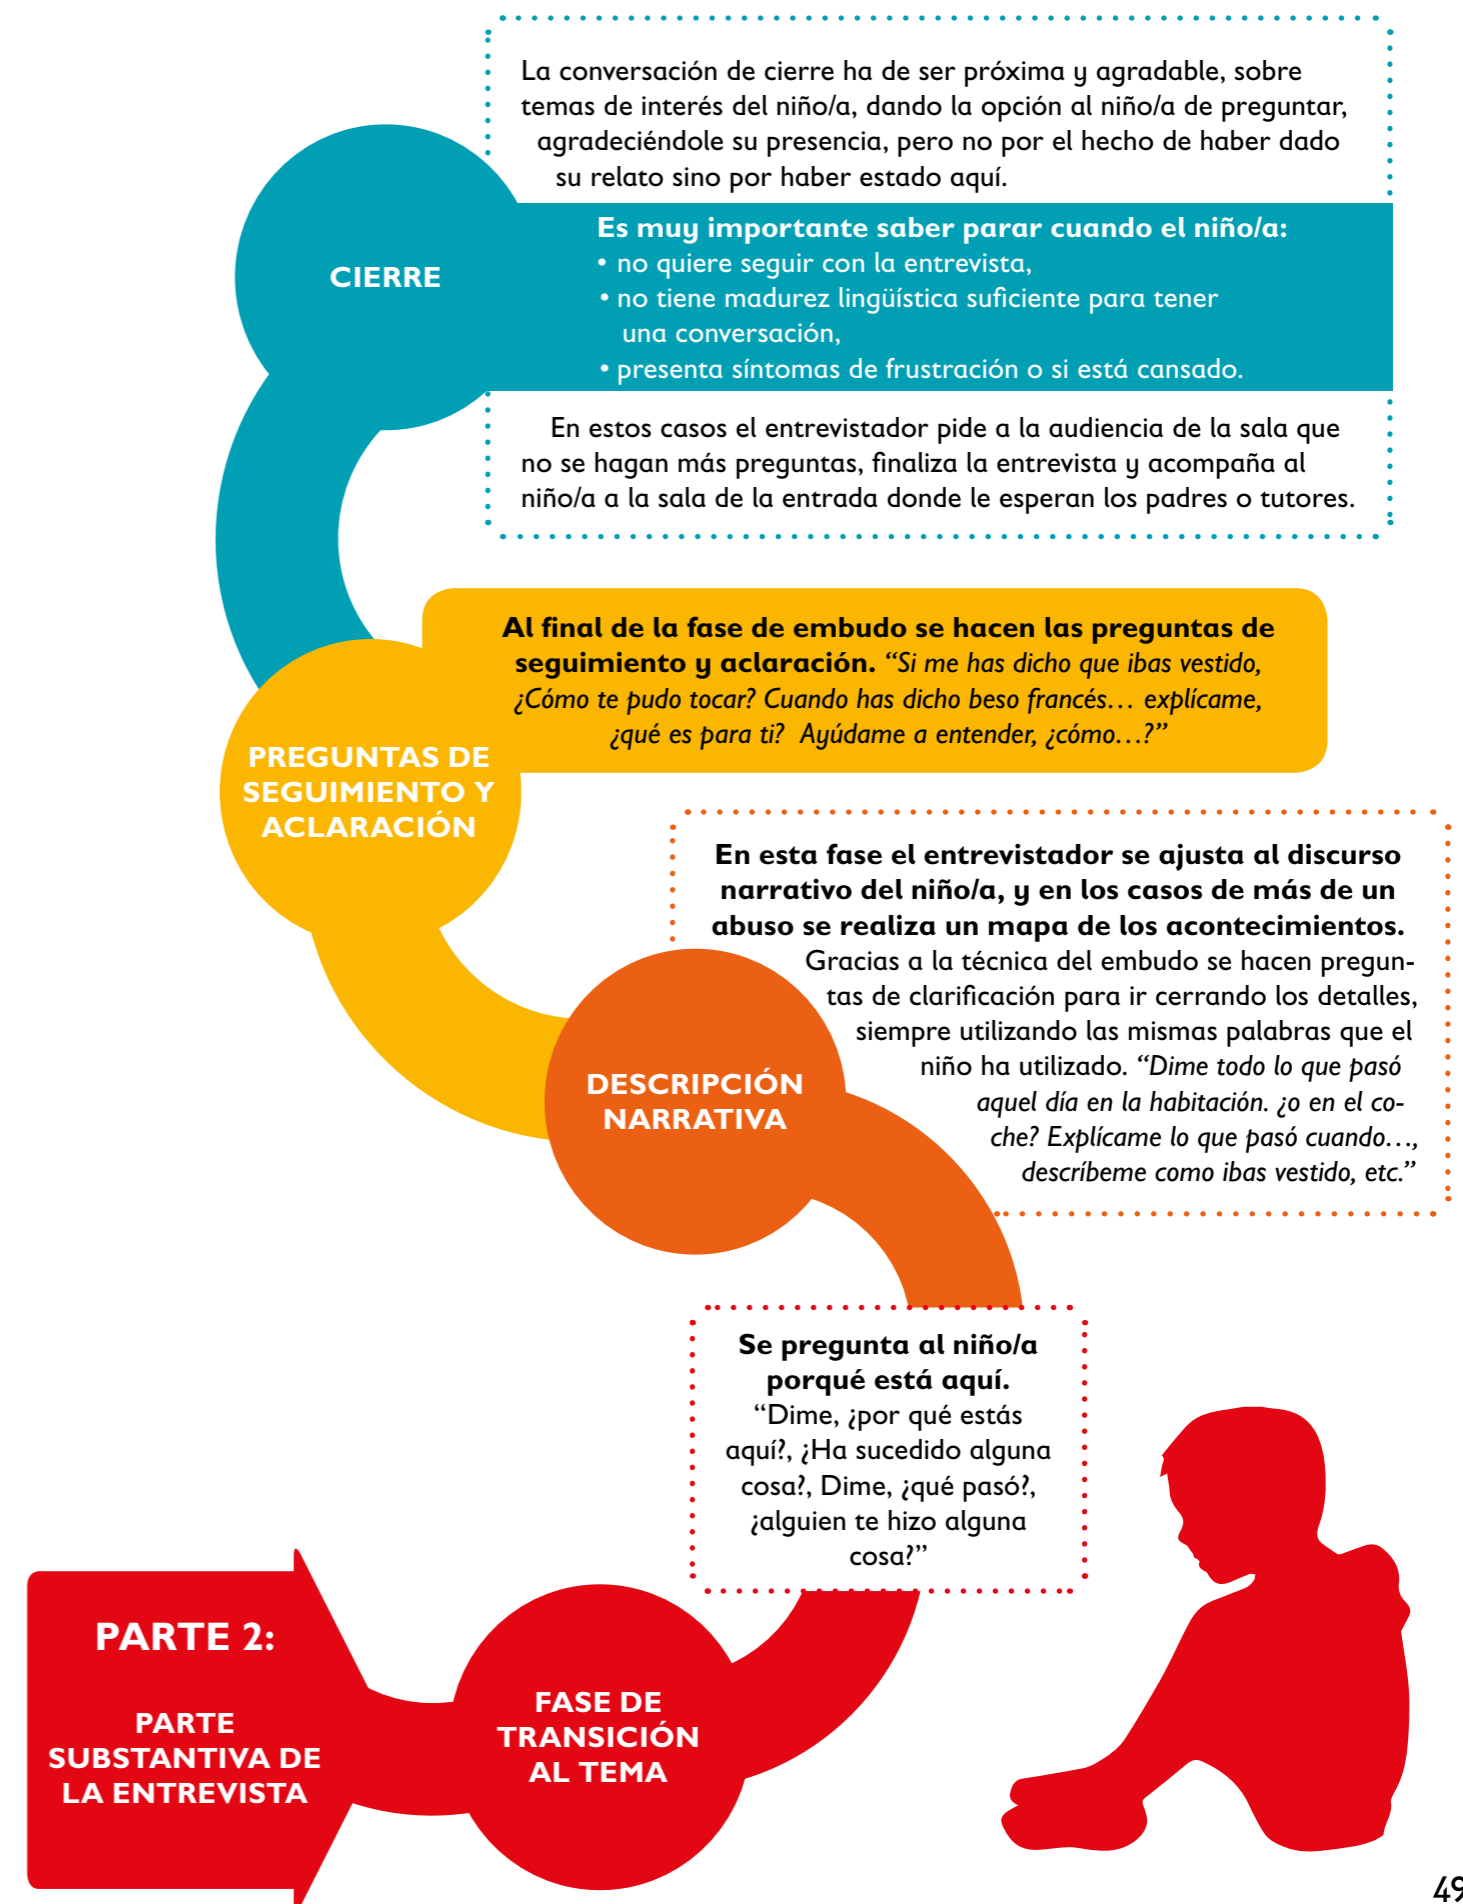 La conversación de cierre ha de ser próxima y agradable, sobre
temas de interés del niño/a, dando la opción al niño/a de preguntar,
agradeciéndole su presencia, pero no por el hecho de haber dado
su relato sino por haber estado aquí.
CIERRE
Es muy importante saber parar cuando el niño/a:
• no quiere seguir con la entrevista,
• no tiene madurez lingüística suficiente para tener
una conversación,
• presenta síntomas de frustración o si está cansado.
En estos casos el entrevistador pide a la audiencia de la sala que
no se hagan más preguntas, finaliza la entrevista y acompaña al
niño/a a la sala de la entrada donde le esperan los padres o tutores.
Al final de la fase de embudo se hacen las preguntas de
seguimiento y aclaración. “Si me has dicho que ibas vestido,
¿Cómo te pudo tocar? Cuando has dicho beso francés… explícame,
¿qué es para ti? Ayúdame a entender, ¿cómo…?”
PREGUNTAS DE
SEGUIMIENTO Y
ACLARACIÓN
En esta fase el entrevistador se ajusta al discurso
narrativo del niño/a, y en los casos de más de un
abuso se realiza un mapa de los acontecimientos.
Gracias a la técnica del embudo se hacen pregun-
tas de clarificación para ir cerrando los detalles,
siempre utilizando las mismas palabras que el
niño ha utilizado. “Dime todo lo que pasó
aquel día en la habitación. ¿o en el co-
che? Explícame lo que pasó cuando…,
descríbeme como ibas vestido, etc.”
DESCRIPCIÓN
NARRATIVA
Se pregunta al niño/a
porqué está aquí.
“Dime, ¿por qué estás
aquí?, ¿Ha sucedido alguna
cosa?, Dime, ¿qué pasó?,
¿alguien te hizo alguna
cosa?”
PARTE 2:
PARTE
SUBSTANTIVA DE
LA ENTREVISTA
FASE DE
TRANSICIÓN
AL TEMA
49